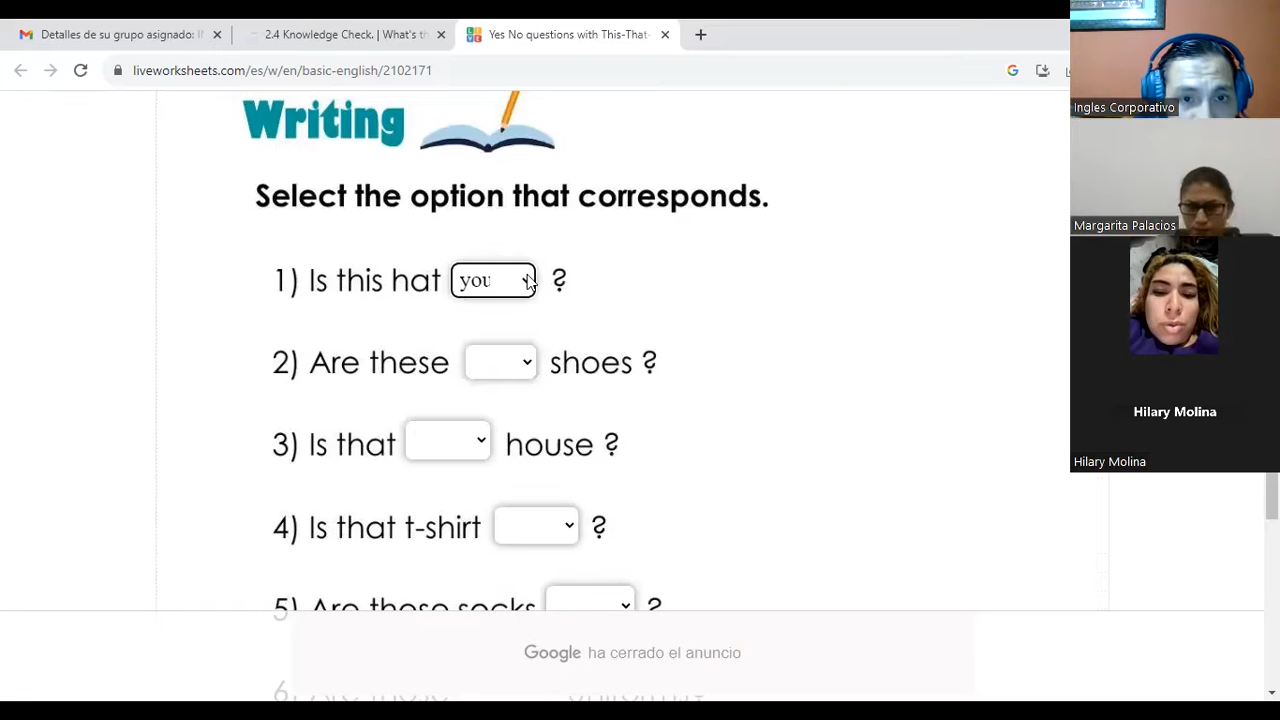 Detalles de su grupo asignado
2.4 Knowledge Check: Whats
Yes No questions with This-That-
liveworksheets.com/es/w/en/basic-english/2102171
Writing
Select the option that corresponds.
1) Is this hat you ?
2) Are these shoes ?
3) Is that house ?
4) Is that t-shirt ?
5) socks ?
Google ha cerrado el anuncio
Ingles Corporativo
Margarita Palacios
Hilary Molina
Hilary Molina